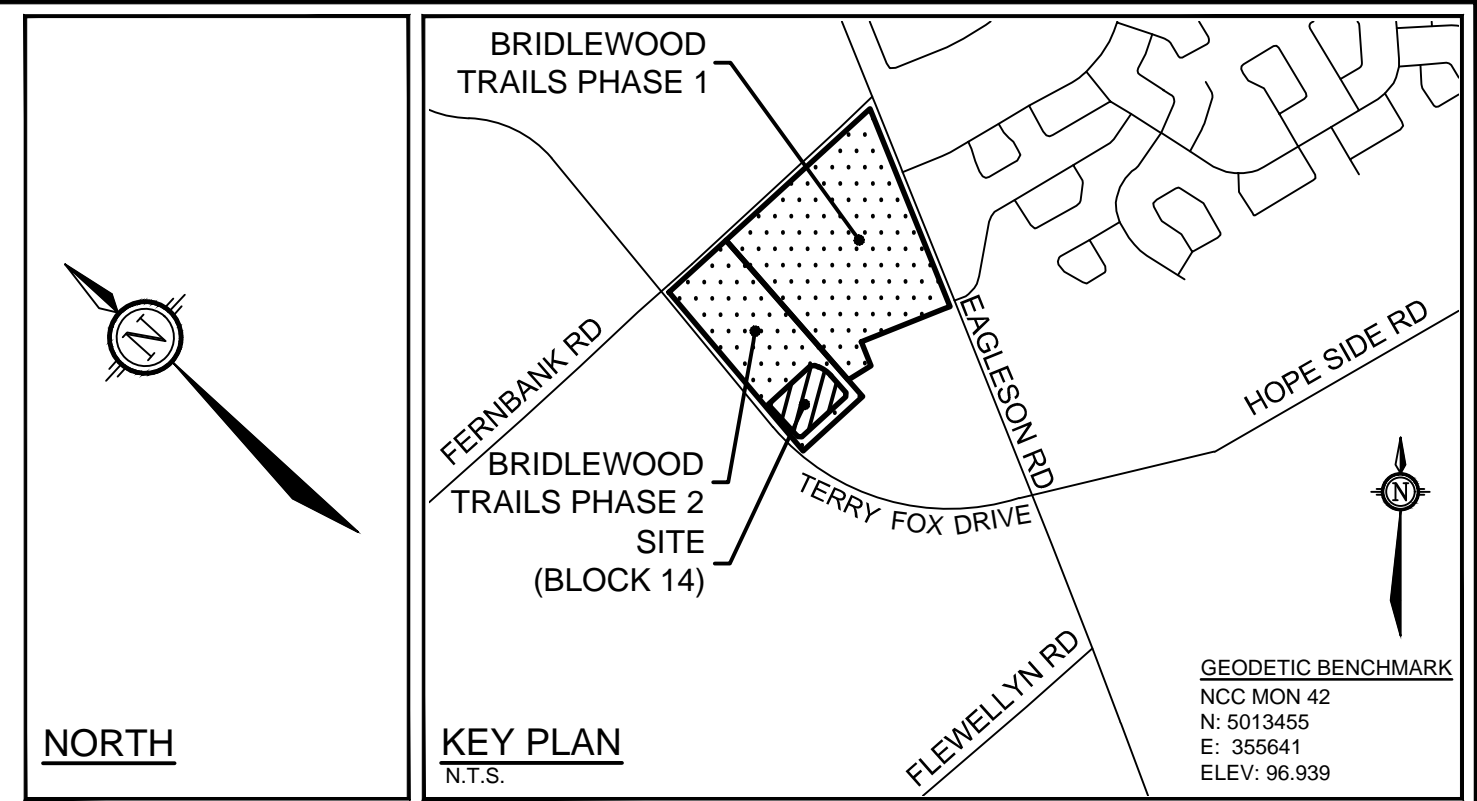 N
NORTH
BRIDLEWOOD
TRAILS PHASE 1
FERNBANK RD
EAGLESON RD
HOPE SIDE RD
BRIDLEWOOD
TRAILS PHASE 2
SITE
(BLOCK 14)
TERRY FOX DRIVE
N
FLEWELLYN RD
GEODETIC BENCHMARK
NCC MON 42
N: 5013455
E: 355641
ELEV: 96.939
KEY PLAN
N.T.S.